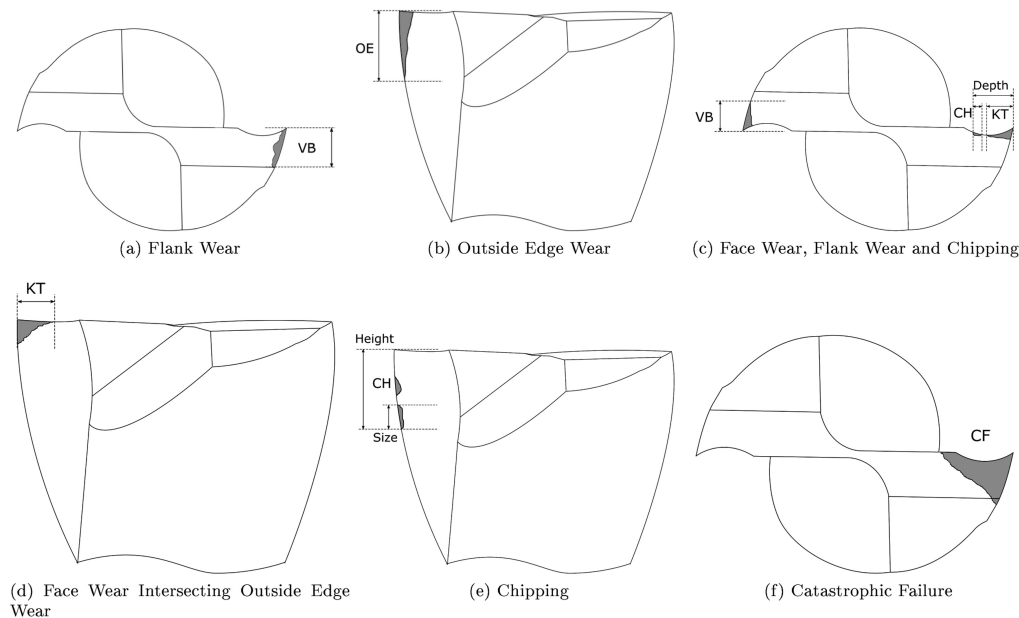 VB
(a) Flank Wear
OE
(b) Outside Edge Wear
VB
Depth
CH
KT
(c) Face Wear, Flank Wear and Chipping
KT
(d) Face Wear Intersecting Outside Edge
Wear
Height
CH
Size
(e) Chipping
CF
(f) Catastrophic Failure